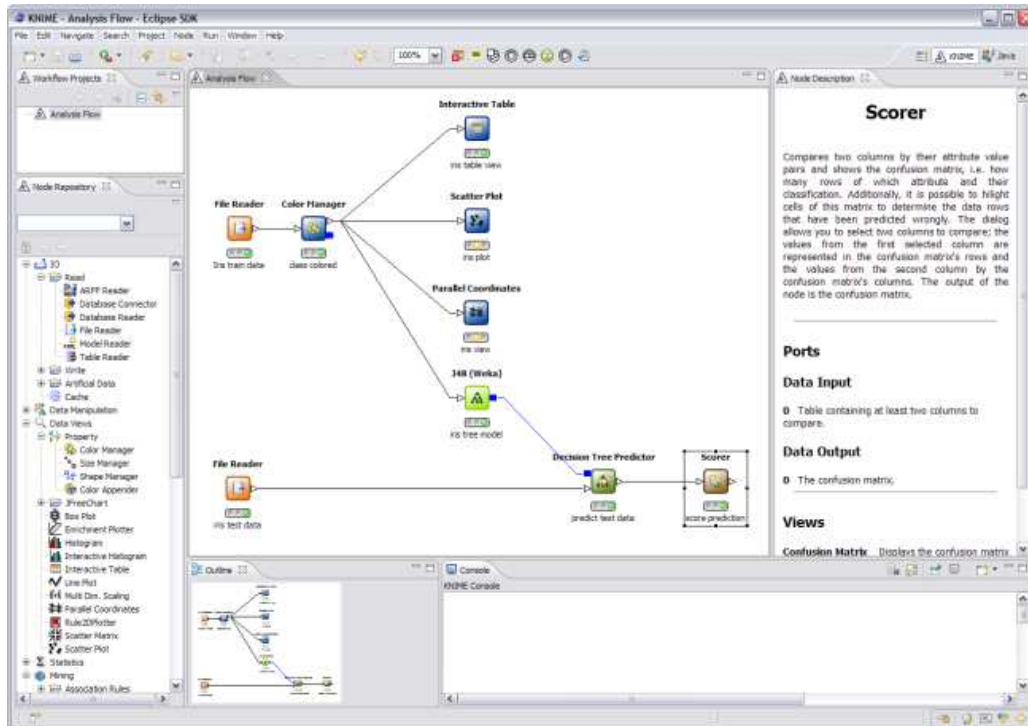 KNIME - Analysis Flow - Eclipse SDK
File Edit Navigate Search Project Node Run Window Help
100%
KNIME Java
Workflow Projects
Analysis Flow
Node Repository
IO
Read
ARFF Reader
Database Connector
Database Reader
File Reader
Model Reader
Table Reader
Write
Artificial Data
Cache
Data Manipulation
Data Views
Property
Color Manager
Size Manager
Shape Manager
Color Appender
JFreeChart
Box Plot
Enrichment Plotter
Histogram
Interactive Histogram
Interactive Table
Line Plot
Multi Dim. Scaling
Parallel Coordinates
Rule2DPlotter
Scatter Matrix
Scatter Plot
Statistics
Mining
Association Rules
Analysis Flow
Interactive Table
iris table view
File Reader
Color Manager
Scatter Plot
Iris train data
class colored
iris plot
Parallel Coordinates
iris view
J48 (Weka)
iris tree model
File Reader
Decision Tree Predictor
Scorer
iris test data
predict test data
score prediction
Node Description
Scorer
Compares two columns by their attribute value
pairs and shows the confusion matrix, i.e. how
many rows of which attribute and their
classification. Additionally, it is possible to hilight
cells of this matrix to determine the data rows
that have been predicted wrongly. The dialog
allows you to select two columns to compare; the
values from the first selected column are
represented in the confusion matrix's rows and
the values from the second column by the
confusion matrix's columns. The output of the
node is the confusion matrix.
Ports
Data Input
0 Table containing at least two columns to
compare.
Data Output
0 The confusion matrix.
Views
Confusion Matrix Displays the confusion matrix
Outline
Console
KNIME Console